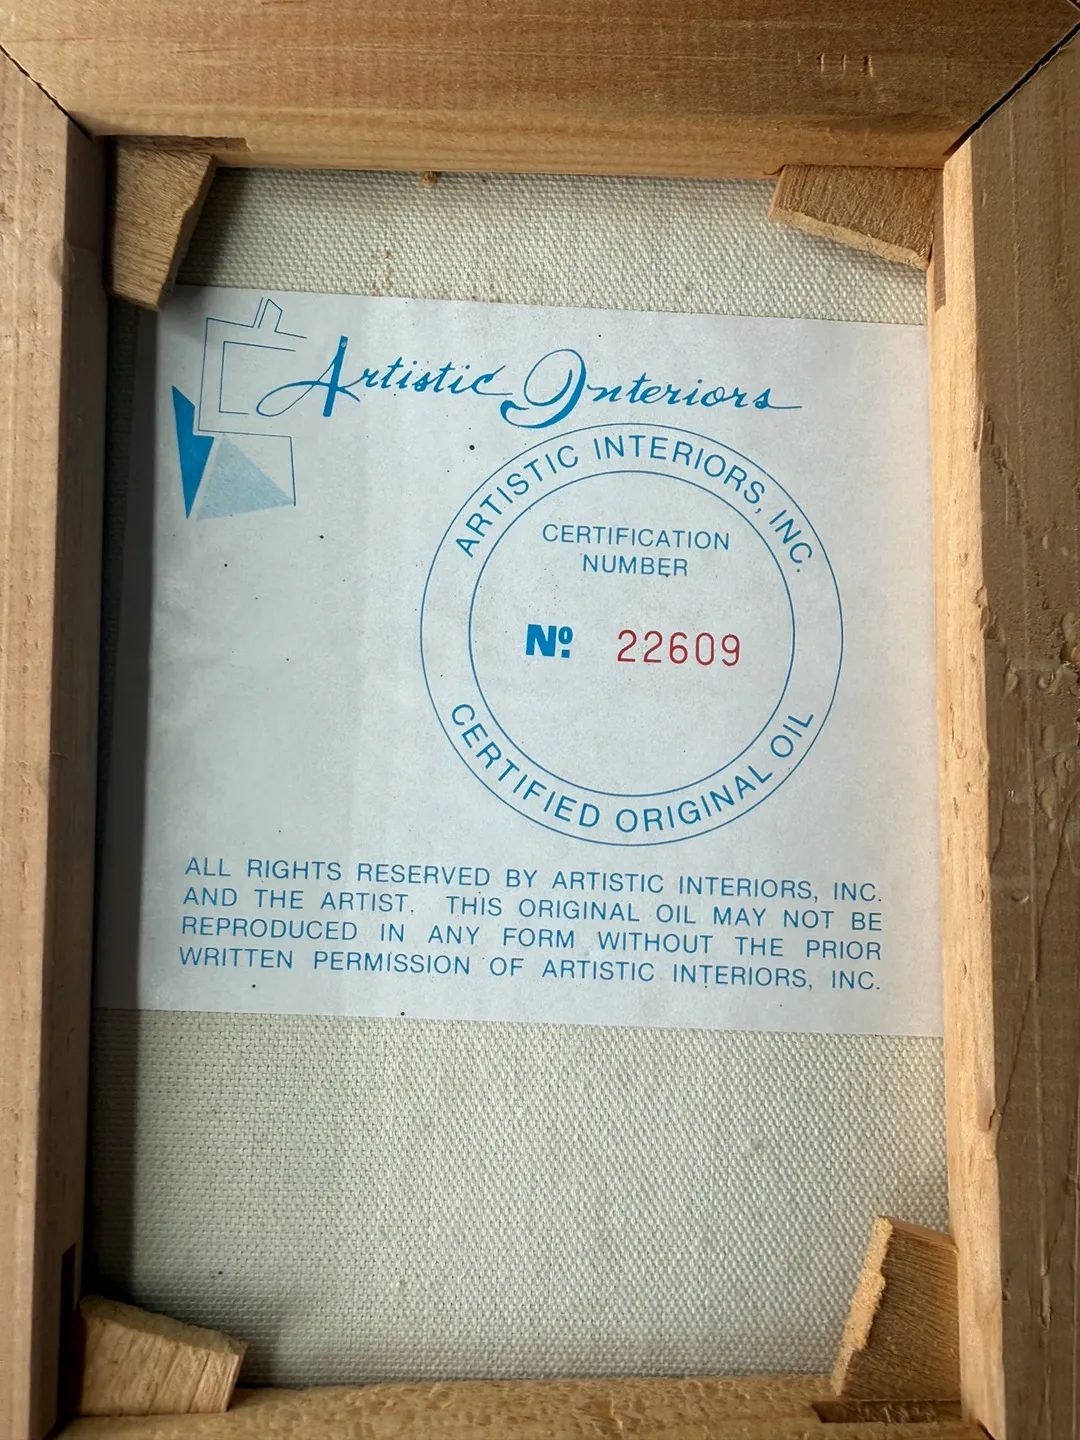 Artistic Interiors
ARTISTIC INTERIORS, INC.
CERTIFICATION
NUMBER
Nº 22609
CERTIFIED ORIGINAL OIL
ALL RIGHTS RESERVED BY ARTISTIC INTERIORS, INC.
AND THE ARTIST. THIS ORIGINAL OIL MAY NOT BE
REPRODUCED IN ANY FORM WITHOUT THE PRIOR
WRITTEN PERMISSION OF ARTISTIC INTERIORS, INC.